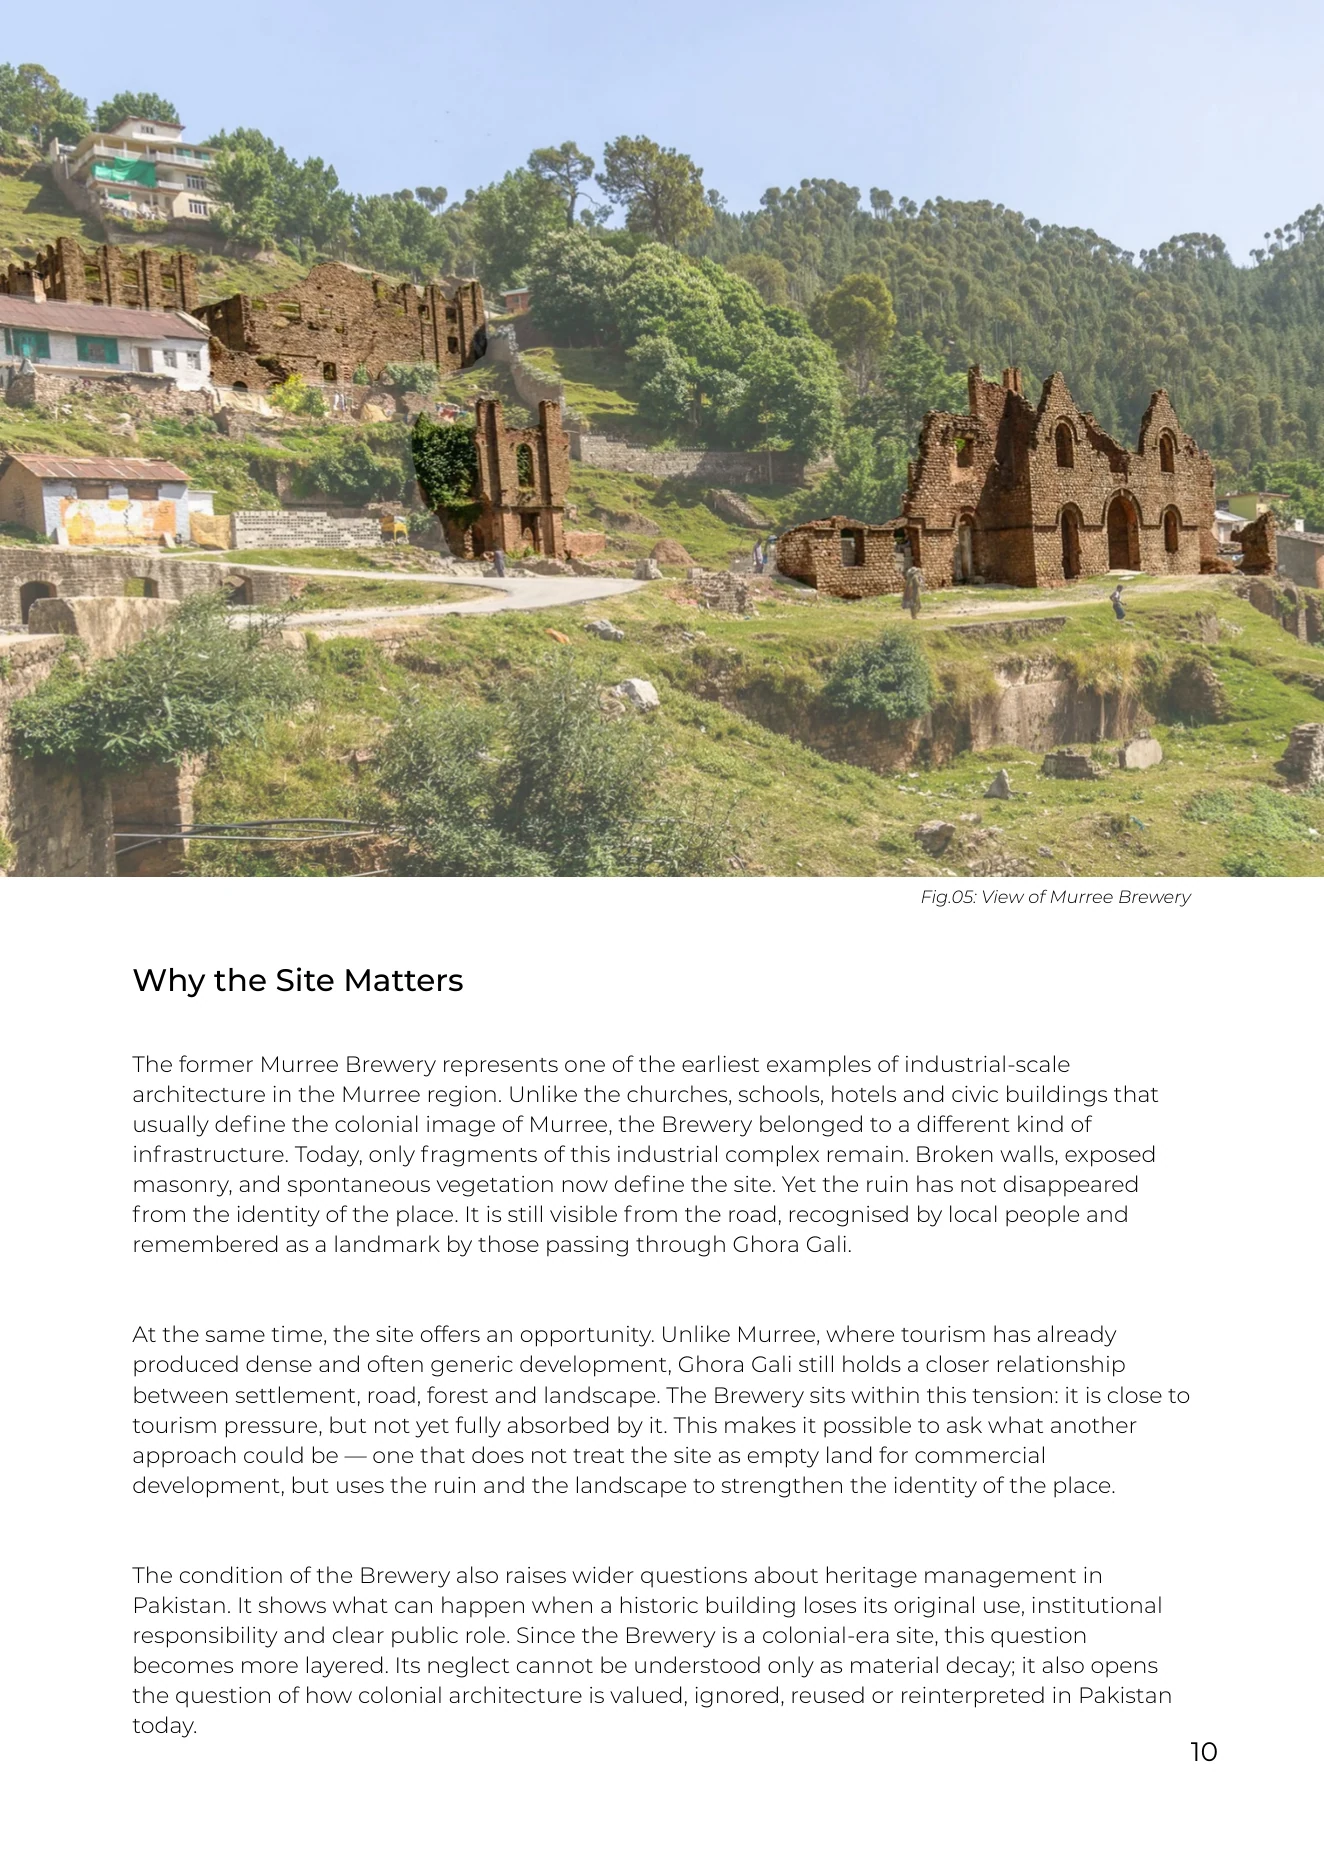 Fig.05: View of Murree Brewery
Why the Site Matters
The former Murree Brewery represents one of the earliest examples of industrial-scale
architecture in the Murree region. Unlike the churches, schools, hotels and civic buildings that
usually define the colonial image of Murree, the Brewery belonged to a different kind of
infrastructure. Today, only fragments of this industrial complex remain. Broken walls, exposed
masonry, and spontaneous vegetation now define the site. Yet the ruin has not disappeared
from the identity of the place. It is still visible from the road, recognised by local people and
remembered as a landmark by those passing through Ghora Gali.
At the same time, the site offers an opportunity. Unlike Murree, where tourism has already
produced dense and often generic development, Ghora Gali still holds a closer relationship
between settlement, road, forest and landscape. The Brewery sits within this tension: it is close to
tourism pressure, but not yet fully absorbed by it. This makes it possible to ask what another
approach could be — one that does not treat the site as empty land for commercial
development, but uses the ruin and the landscape to strengthen the identity of the place.
The condition of the Brewery also raises wider questions about heritage management in
Pakistan. It shows what can happen when a historic building loses its original use, institutional
responsibility and clear public role. Since the Brewery is a colonial-era site, this question
becomes more layered. Its neglect cannot be understood only as material decay; it also opens
the question of how colonial architecture is valued, ignored, reused or reinterpreted in Pakistan
today.
10